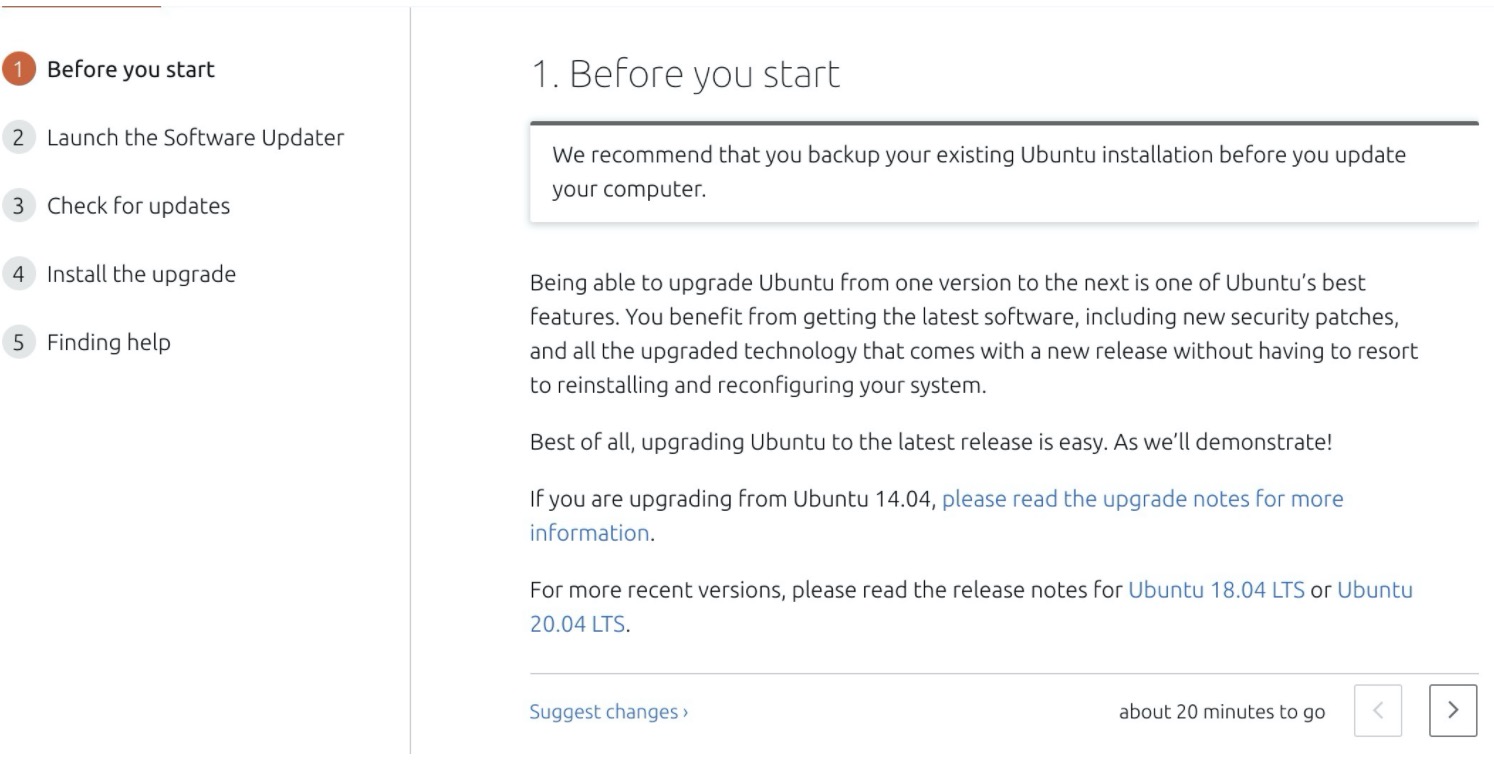 1 Before you start
2 Launch the Software Updater
3 Check for updates
4 Install the upgrade
5 Finding help
1. Before you start
We recommend that you backup your existing Ubuntu installation before you update
your computer.
Being able to upgrade Ubuntu from one version to the next is one of Ubuntu’s best
features. You benefit from getting the latest software, including new security patches,
and all the upgraded technology that comes with a new release without having to resort
to reinstalling and reconfiguring your system.
Best of all, upgrading Ubuntu to the latest release is easy. As we’ll demonstrate!
If you are upgrading from Ubuntu 14.04, please read the upgrade notes for more
information.
For more recent versions, please read the release notes for Ubuntu 18.04 LTS or Ubuntu
20.04 LTS.
Suggest changes ›
about 20 minutes to go